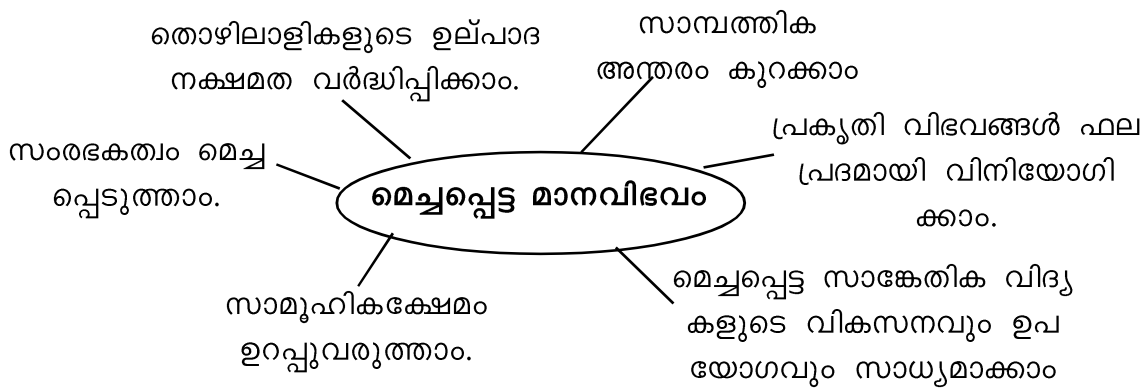 തൊഴിലാളികളുടെ ഉല്പാദ
നക്ഷമത വർദ്ധിപ്പിക്കാം.
സാമ്പത്തിക
അന്തരം കുറക്കാം
പ്രകൃതി വിഭവങ്ങൾ ഫല
പ്രദമായി വിനിയോഗി
ക്കാം.
സംരഭകത്വം മെച്ച
പ്പെടുത്താം.
മെച്ചപ്പെട്ട മാനവിഭവം
സാമൂഹികക്ഷേമം
ഉറപ്പുവരുത്താം.
മെച്ചപ്പെട്ട സാങ്കേതിക വിദ്യ
കളുടെ വികസനവും ഉപ
യോഗവും സാധ്യമാക്കാം